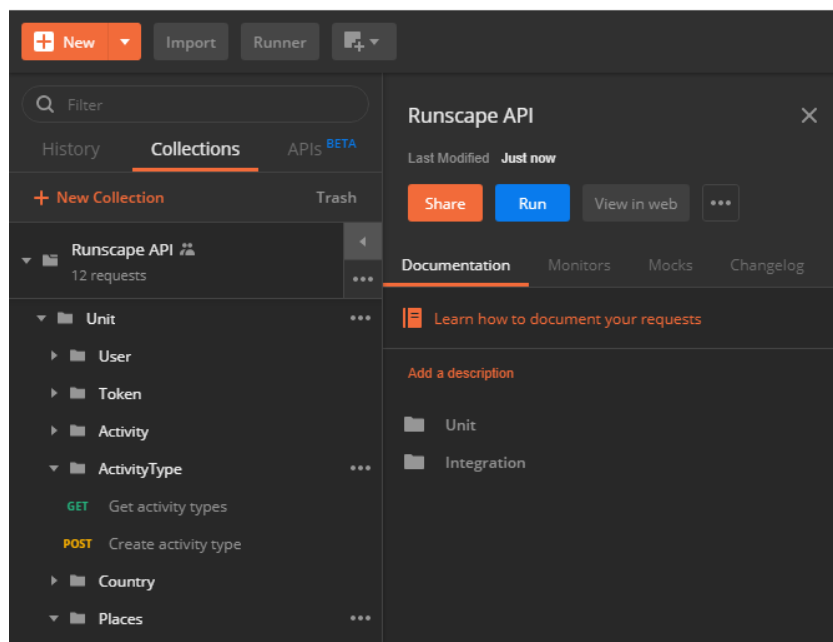 New
Import
Runner
Filter
History
Collections
APIs BETA
+ New Collection
Trash
Runscape API
12 requests
Unit
User
Token
Activity
ActivityType
GET Get activity types
POST Create activity type
Country
Places
Runscape API
Last Modified Just now
Share
Run
View in web
Documentation
Monitors
Mocks
Changelog
Learn how to document your requests
Add a description
Unit
Integration